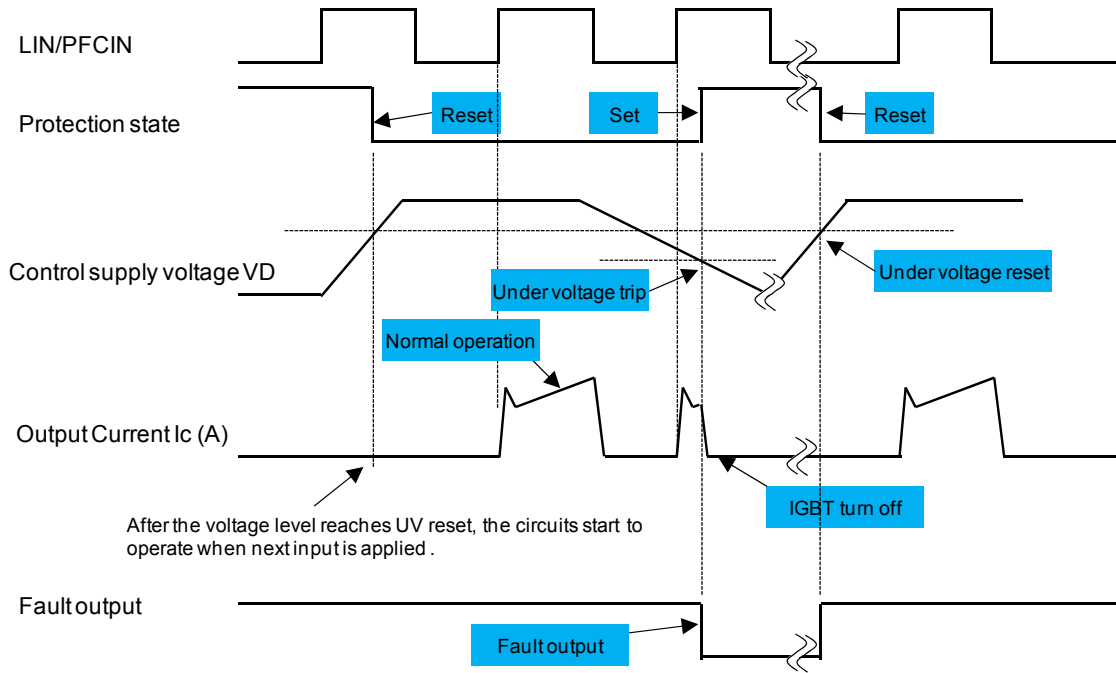 LIN/PFCIN
Protection state
Reset
Set
Reset
Control supply voltage VD
Under voltage trip
Under voltage reset
Normal operation
Output Current Ic (A)
IGBT turn off
After the voltage level reaches UV reset, the circuits start to
operate when next input is applied .
Fault output
Fault output